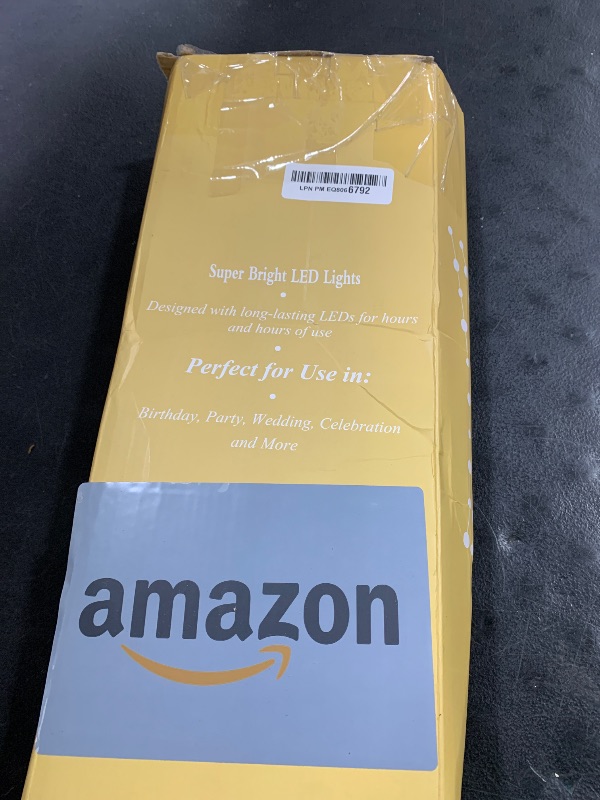 LPN PM EQ8066792
Super Bright LED Lights
Designed with long-lasting LEDs for hours
and hours of use
Perfect for Use in:
Birthday, Party, Wedding, Celebration
and More
amazon